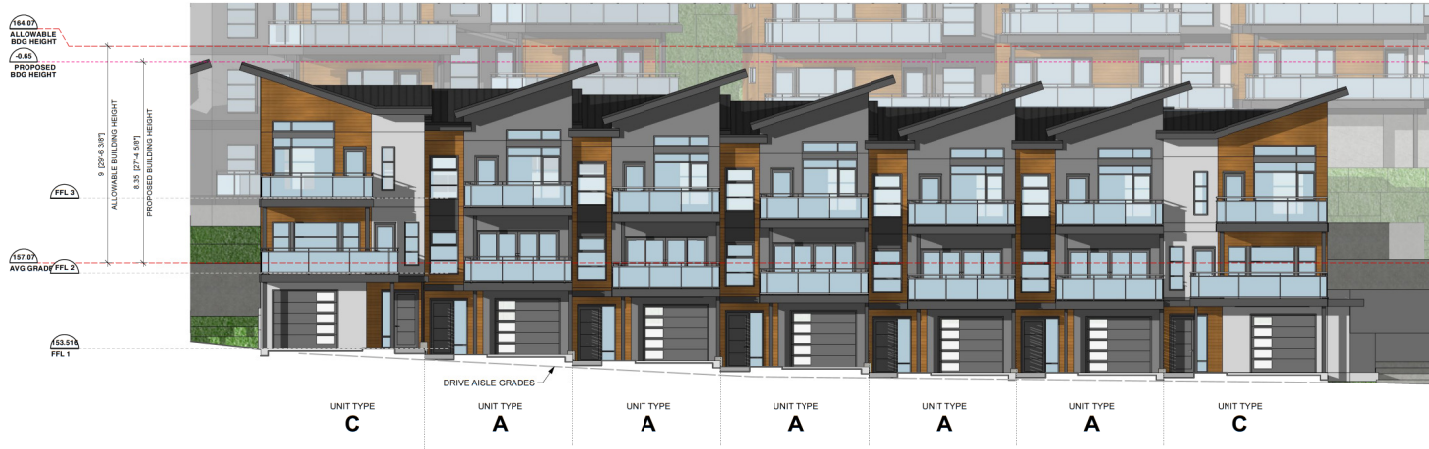 164.07
ALLOWABLE
BDG HEIGHT
-0.65
PROPOSED
BDG HEIGHT
9 [29'-6 3/8"]
ALLOWABLE BUILDING HEIGHT
8.35 [27'-4 5/8"]
PROPOSED BUILDING HEIGHT
FFL 3
157.07
AVG GRADE
FFL 2
153.516
FFL 1
DRIVE AISLE GRADES
UNIT TYPE
C
UNIT TYPE
A
UNIT TYPE
A
UNIT TYPE
A
UNIT TYPE
A
UNIT TYPE
A
UNIT TYPE
C